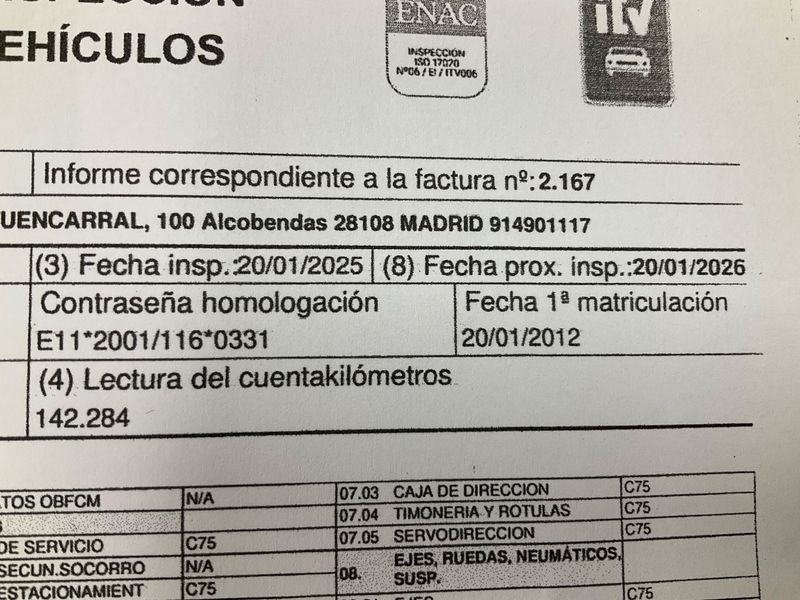 EHÍCULOS
ENAC
INSPECCIÓN
ISO 17020
Nº06 / EI / ITV006
itv
Informe correspondiente a la factura nº: 2.167
UENCARRAL, 100 Alcobendas 28108 MADRID 914901117
(3) Fecha insp.:20/01/2025 (8) Fecha prox. insp.:20/01/2026
Contraseña homologación
Fecha 1ª matriculación
E11*2001/116*0331
20/01/2012
(4) Lectura del cuentakilómetros
142.284
ATOS OBFCM N/A 07.03 CAJA DE DIRECCION C75
07.04 TIMONERIA Y ROTULAS C75
DE SERVICIO C75 07.05 SERVODIRECCION C75
SECUN.SOCORRO N/A 08. EJES, RUEDAS, NEUMÁTICOS, SUSP.
ESTACIONAMIENT C75
C75